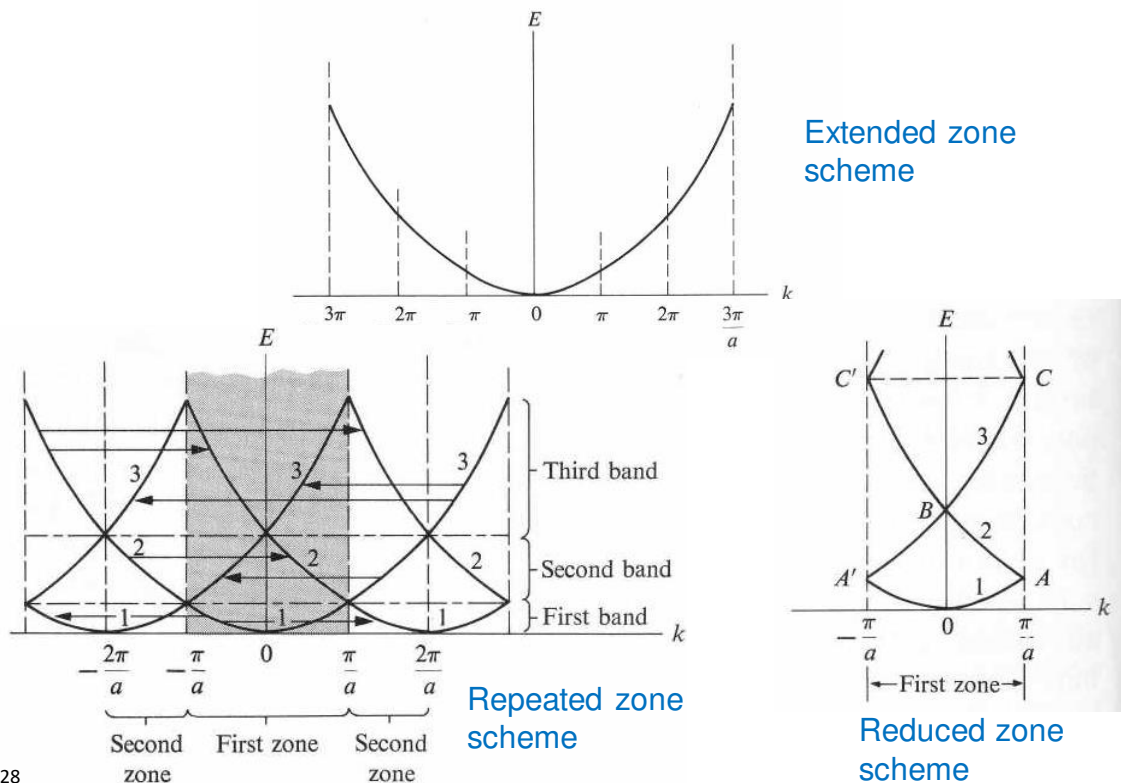 E
k
3π 2π π 0 π 2π 3π
a
Extended zone
scheme
E
3 3 3
2 2 2
1 1 1
k
Third band
Second band
First band
− 2π/a − π/a 0 π/a 2π/a
Second First zone Second
zone zone
Repeated zone
scheme
E
C′ C
3
B
2
A′ A
1
k
− π/a 0 π/a
First zone
Reduced zone
scheme
28